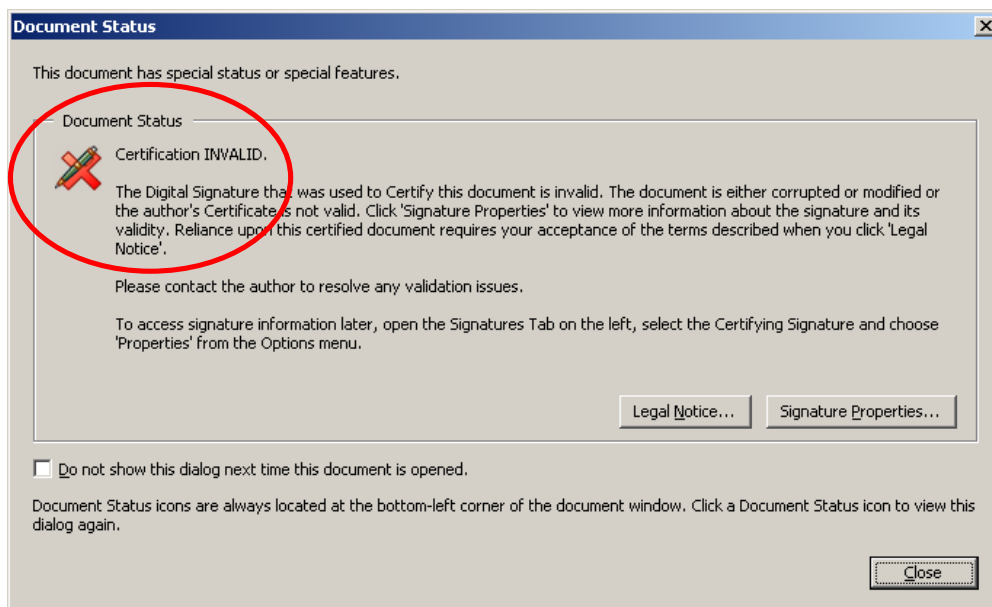 Document Status
This document has special status or special features.
Document Status
Certification INVALID.
The Digital Signature that was used to Certify this document is invalid. The document is either corrupted or modified or
the author's Certificate is not valid. Click 'Signature Properties' to view more information about the signature and its
validity. Reliance upon this certified document requires your acceptance of the terms described when you click 'Legal
Notice'.
Please contact the author to resolve any validation issues.
To access signature information later, open the Signatures Tab on the left, select the Certifying Signature and choose
'Properties' from the Options menu.
Legal Notice... Signature Properties...
Do not show this dialog next time this document is opened.
Document Status icons are always located at the bottom-left corner of the document window. Click a Document Status icon to view this
dialog again.
Close